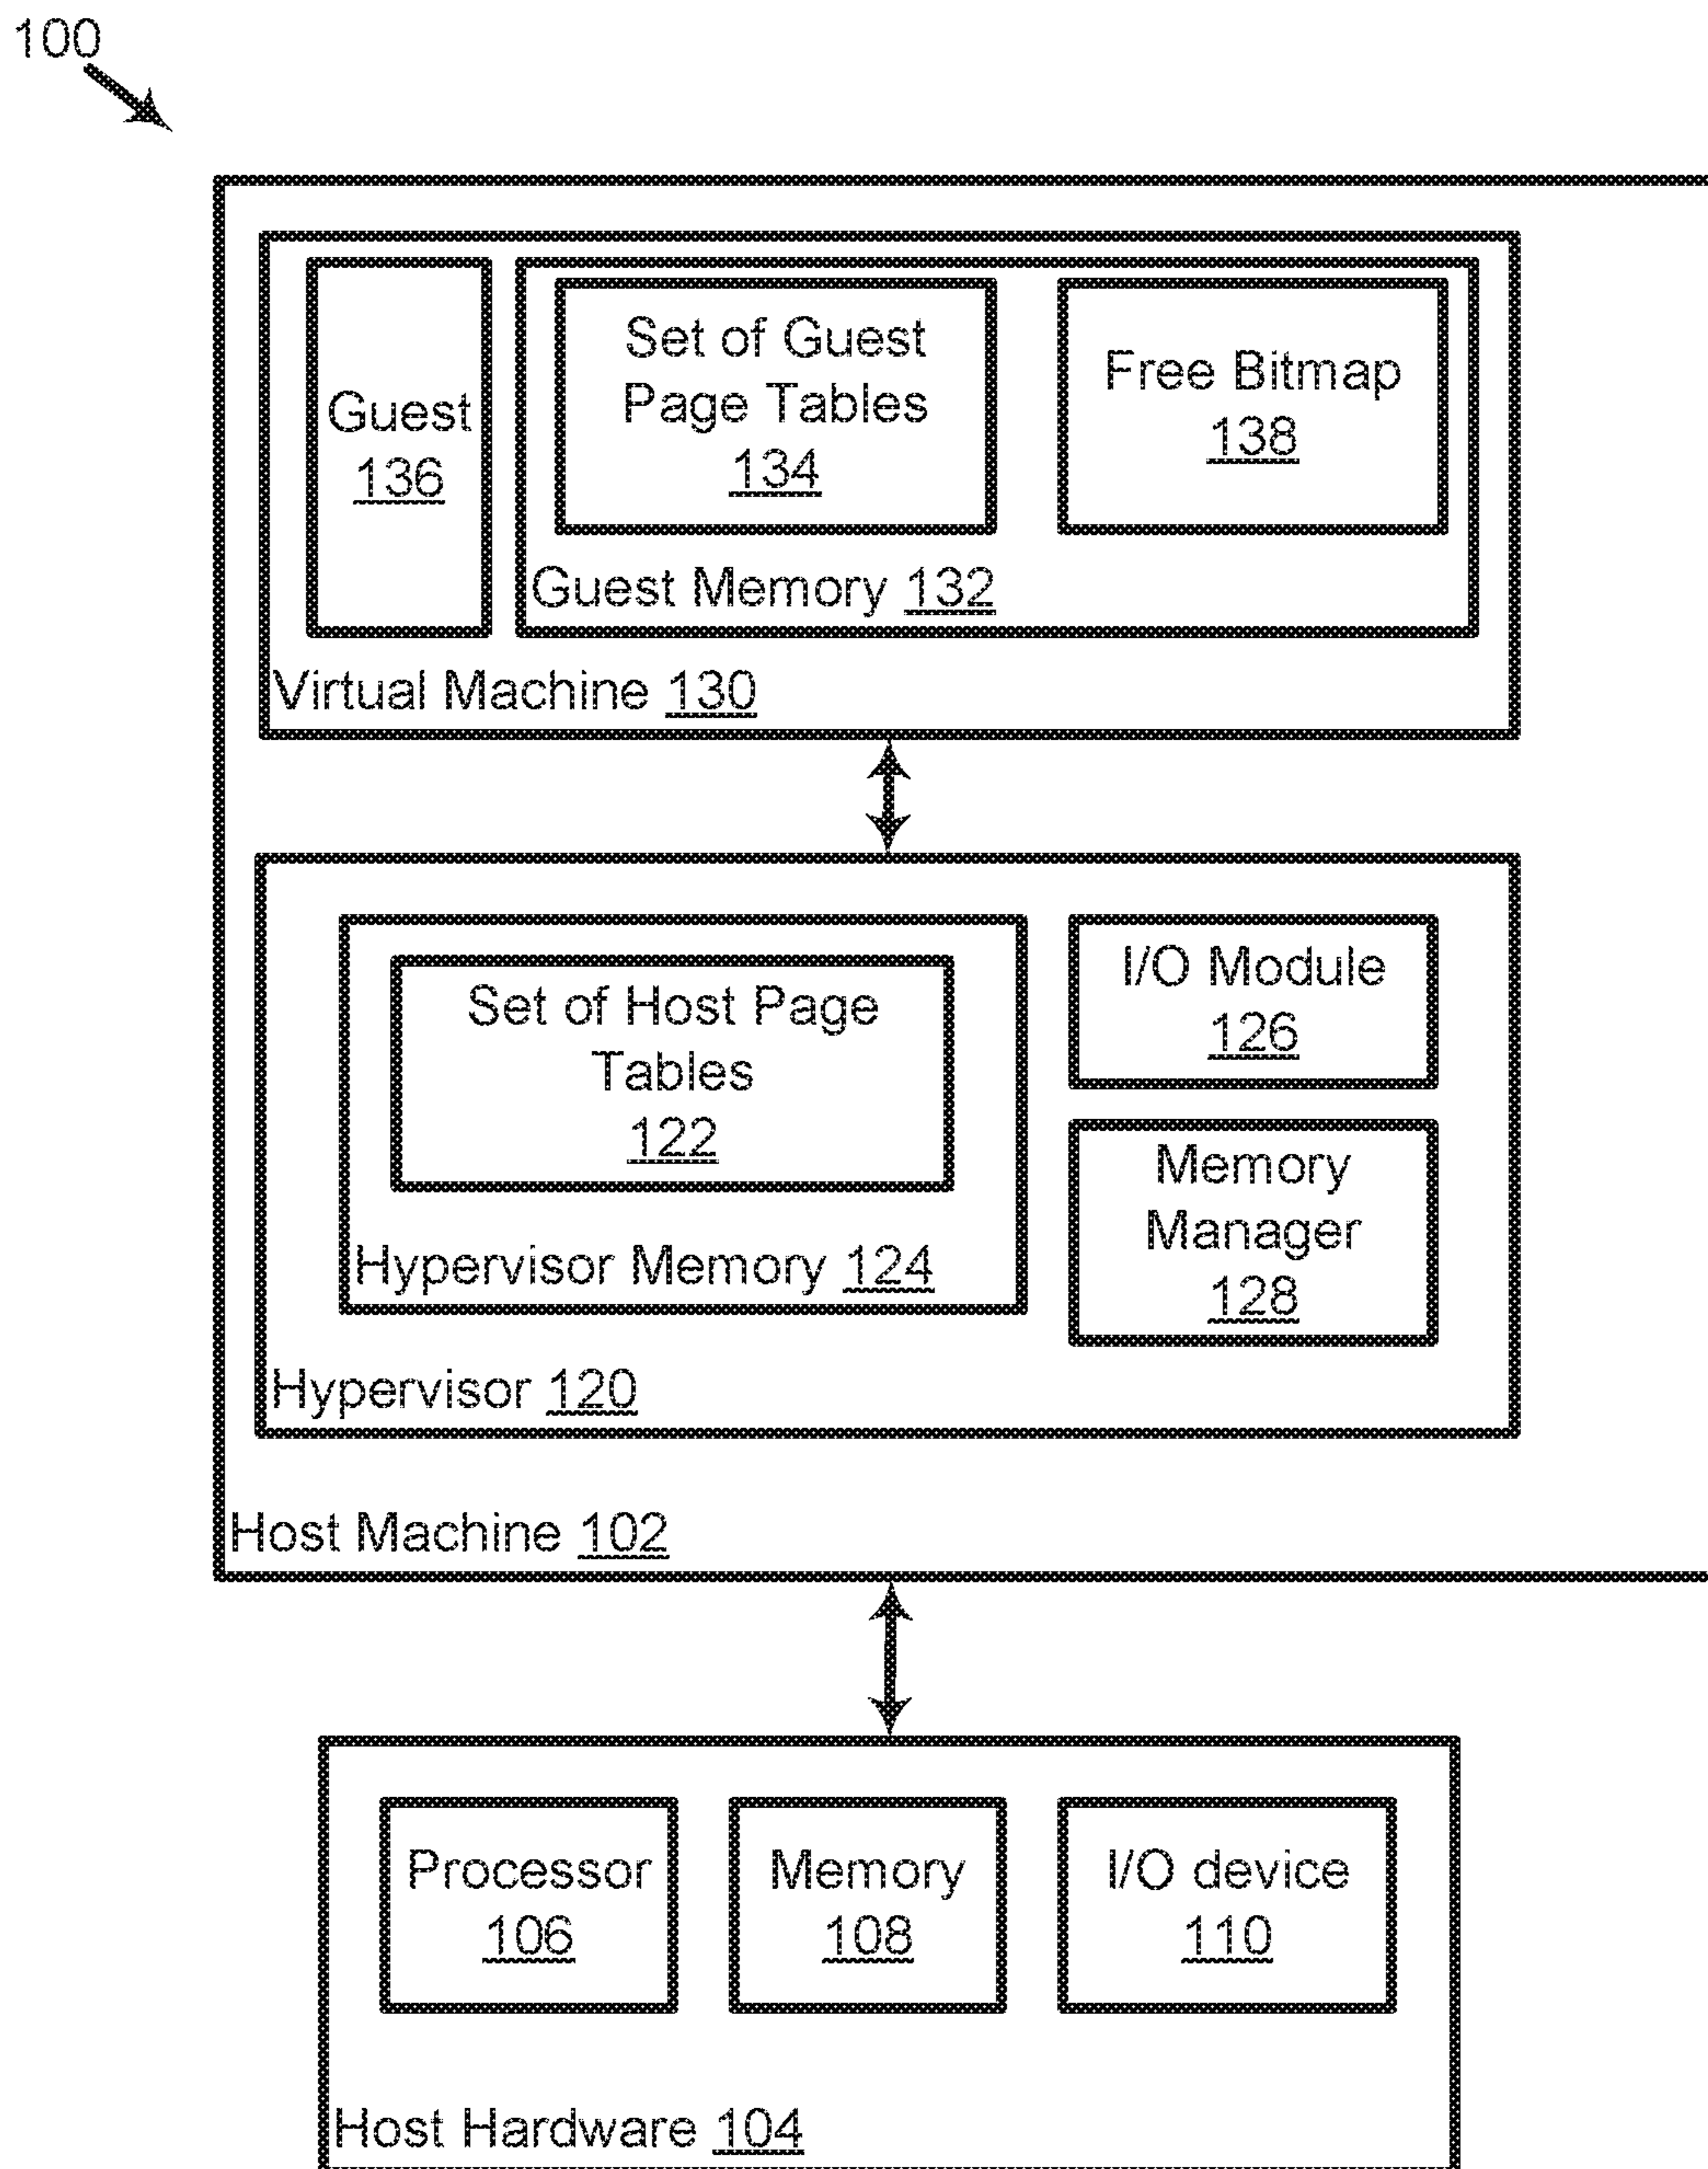 100
Guest
136
Set of Guest
Page Tables
134
Free Bitmap
138
Guest Memory 132
Virtual Machine 130
Set of Host Page
Tables
122
Hypervisor Memory 124
I/O Module
126
Memory
Manager
128
Hypervisor 120
Host Machine 102
Processor
106
Memory
108
I/O device
110
Host Hardware 104